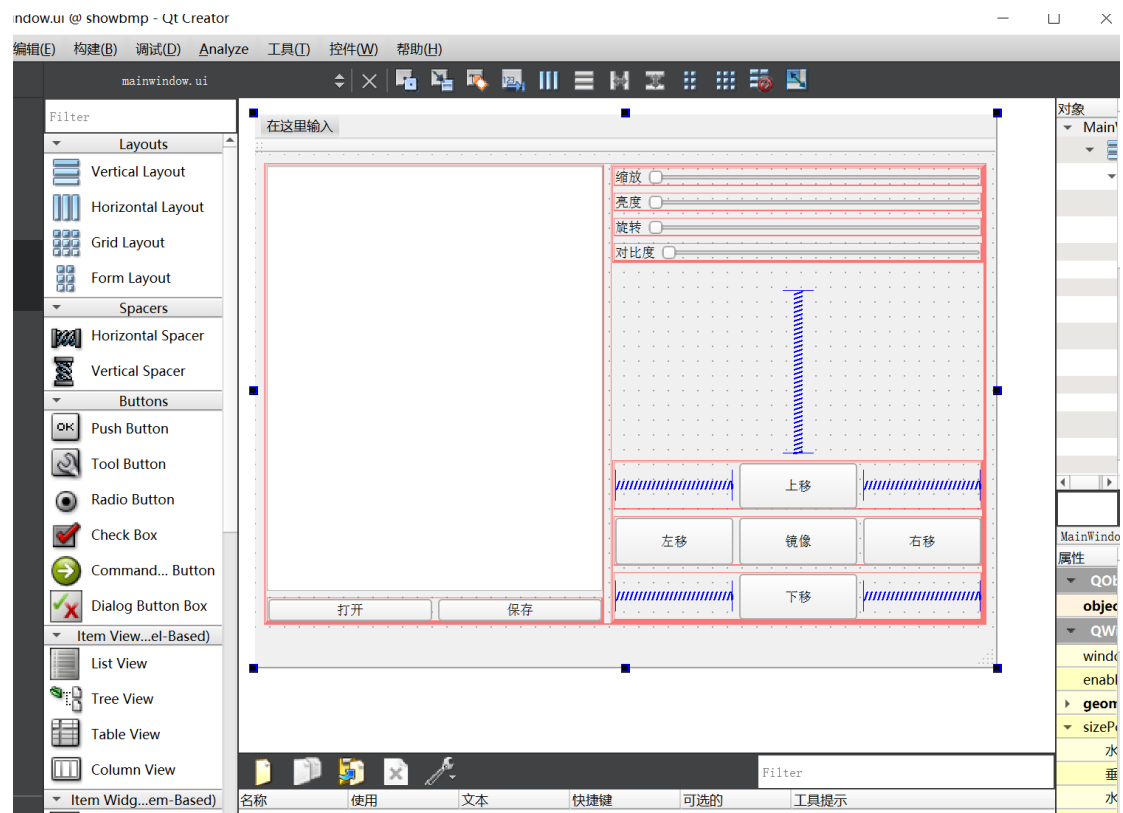 indow.ui @ showbmp - Qt Creator
编辑(E) 构建(B) 调试(D) Analyze 工具(T) 控件(W) 帮助(H)
mainwindow.ui
Filter
Layouts
Vertical Layout
Horizontal Layout
Grid Layout
Form Layout
Spacers
Horizontal Spacer
Vertical Spacer
Buttons
OK Push Button
Tool Button
Radio Button
Check Box
Command... Button
Dialog Button Box
Item View...el-Based)
List View
Tree View
Table View
Column View
Item Widg...em-Based)
在这里输入
缩放
亮度
旋转
对比度
上移
左移 镜像 右移
下移
打开 保存
Filter
名称 使用 文本 快捷键 可选的 工具提示
对象
Main
MainWindo
属性
QOb
objec
QWi
windo
enabl
geom
sizePo
水
垂
水